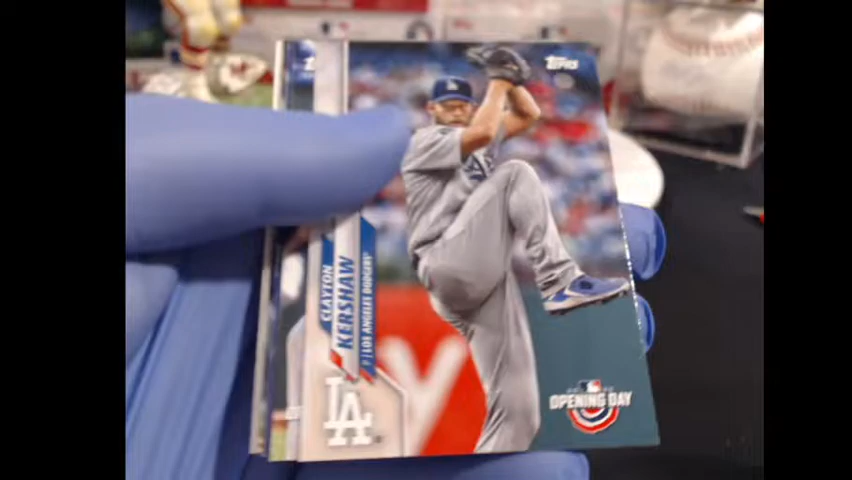 Topps
CLAYTON
KERSHAW
P | LOS ANGELES DODGERS
LA
OPENING DAY